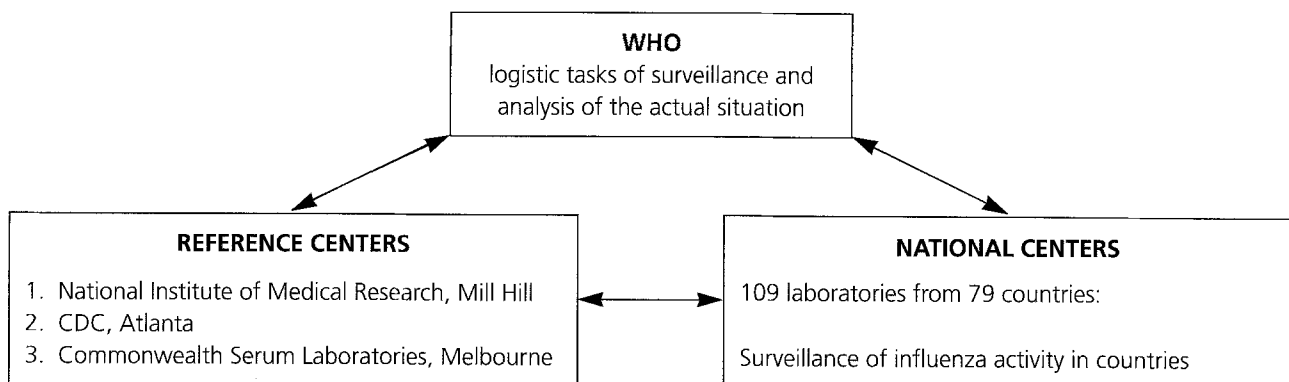 WHO
logistic tasks of surveillance and
analysis of the actual situation
REFERENCE CENTERS
1. National Institute of Medical Research, Mill Hill
2. CDC, Atlanta
3. Commonwealth Serum Laboratories, Melbourne
NATIONAL CENTERS
109 laboratories from 79 countries:
Surveillance of influenza activity in countries